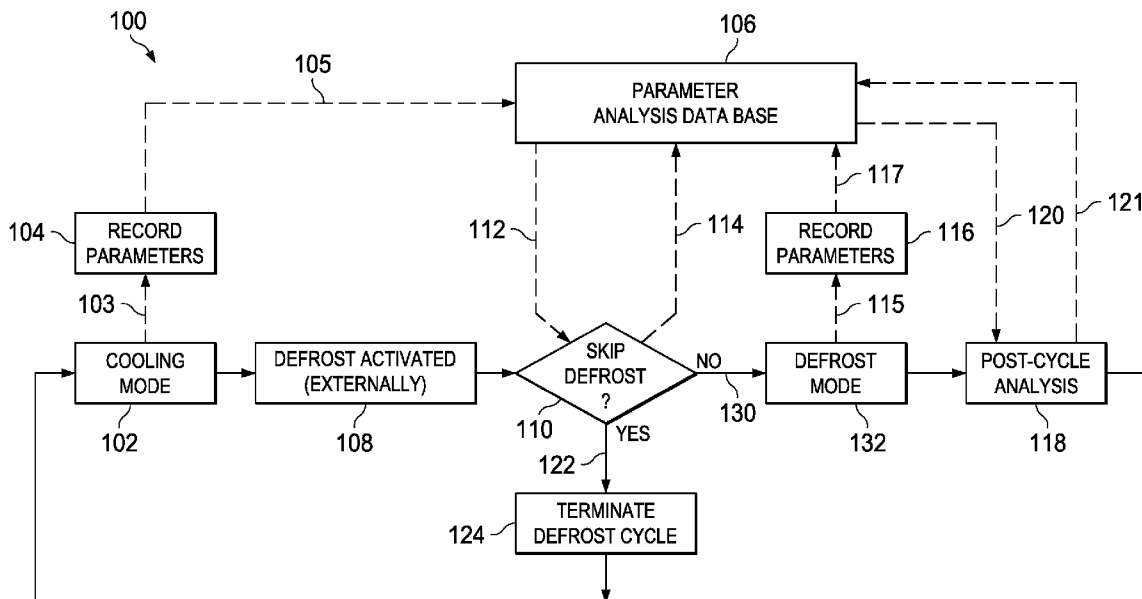 100
105
106
PARAMETER
ANALYSIS DATA BASE
104
RECORD
PARAMETERS
112
114
117
RECORD
PARAMETERS
116
120
121
103
115
COOLING
MODE
102
DEFROST ACTIVATED
(EXTERNALLY)
108
SKIP
DEFROST
?
110
NO
130
YES
122
DEFROST
MODE
132
POST-CYCLE
ANALYSIS
118
124
TERMINATE
DEFROST CYCLE